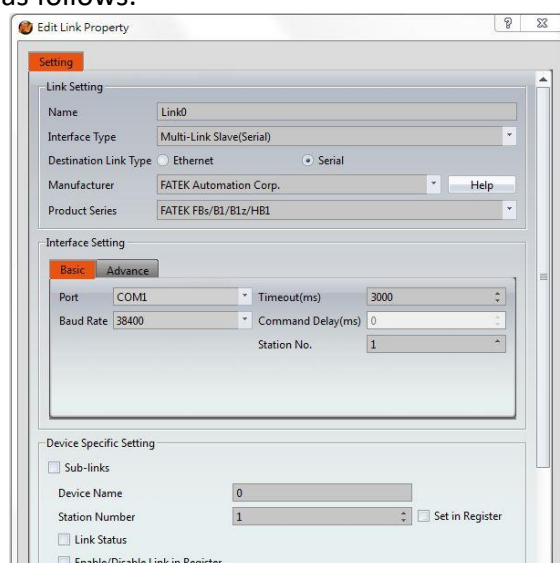 as follows:
Edit Link Property
Setting
Link Setting
Name Link0
Interface Type Multi-Link Slave(Serial)
Destination Link Type Ethernet Serial
Manufacturer FATEK Automation Corp. Help
Product Series FATEK FBs/B1/B1z/HB1
Interface Setting
Basic Advance
Port COM1 Timeout(ms) 3000
Baud Rate 38400 Command Delay(ms) 0
Station No. 1
Device Specific Setting
Sub-links
Device Name 0
Station Number 1 Set in Register
Link Status
Enable/Disable Link in Register